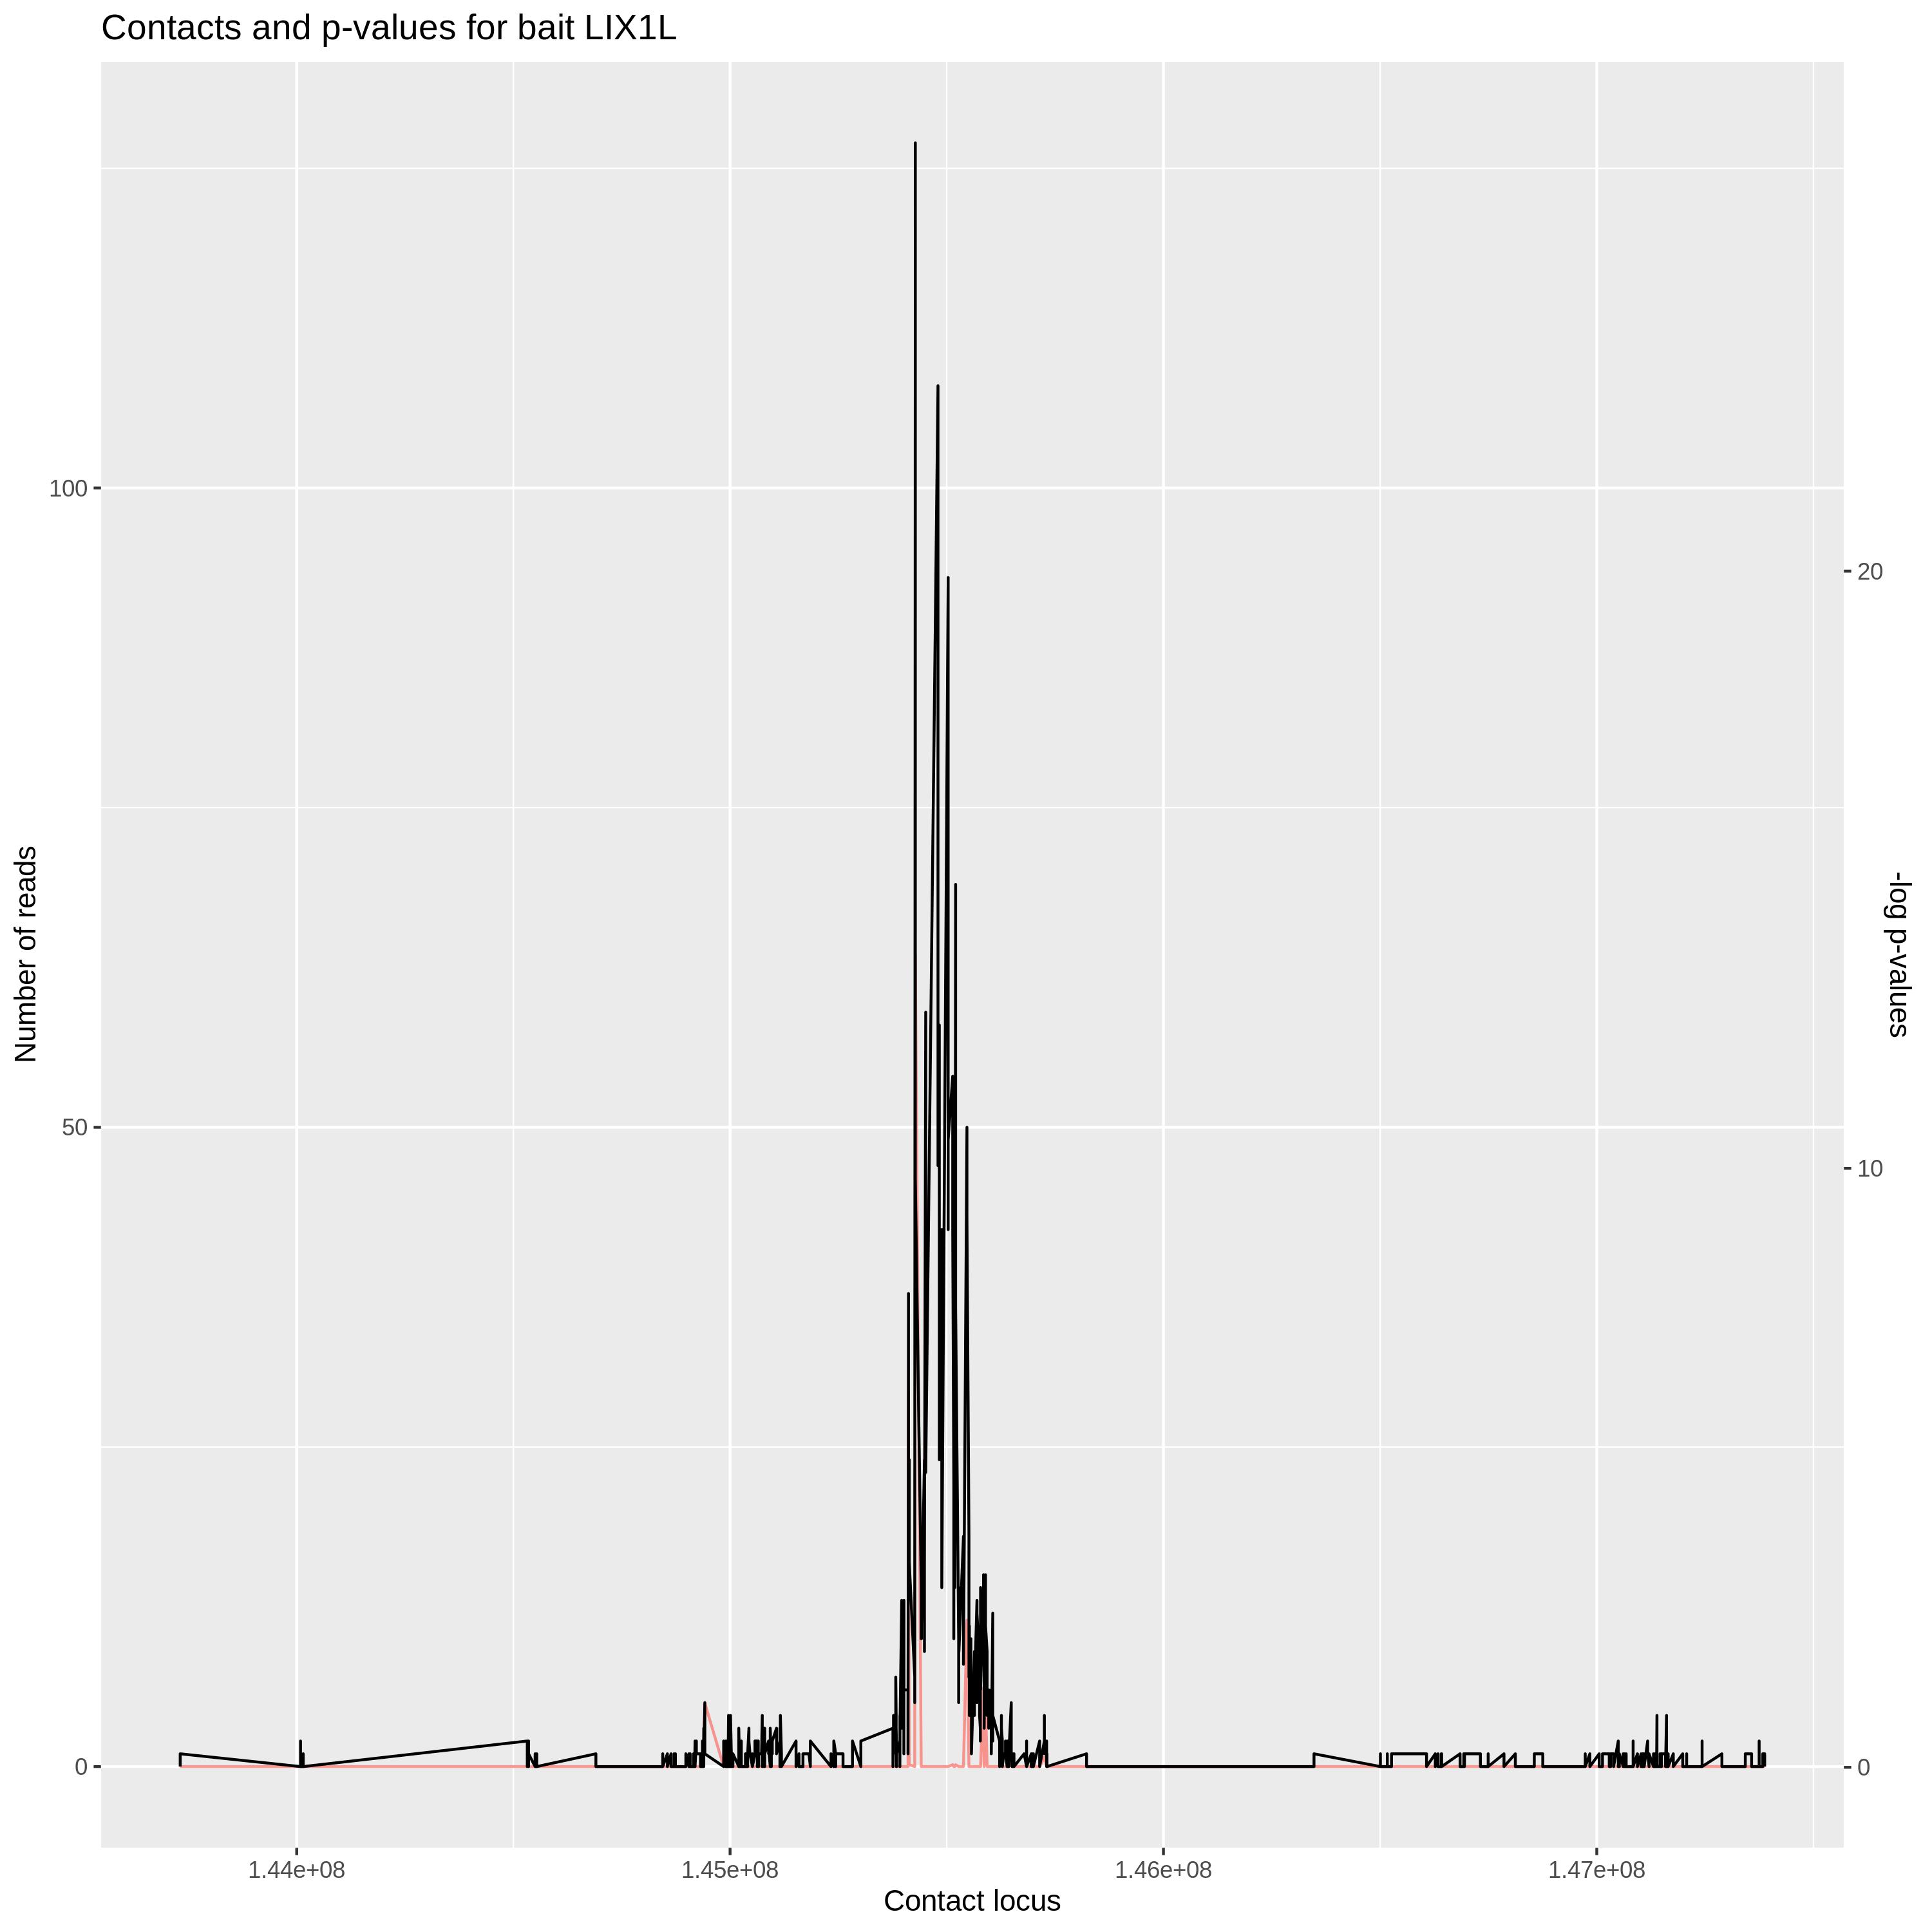 Contacts and p-values for bait LIX1L
Number of reads
100
50
0
20
10
0
-log p-values
1.44e+08
1.45e+08
1.46e+08
1.47e+08
Contact locus